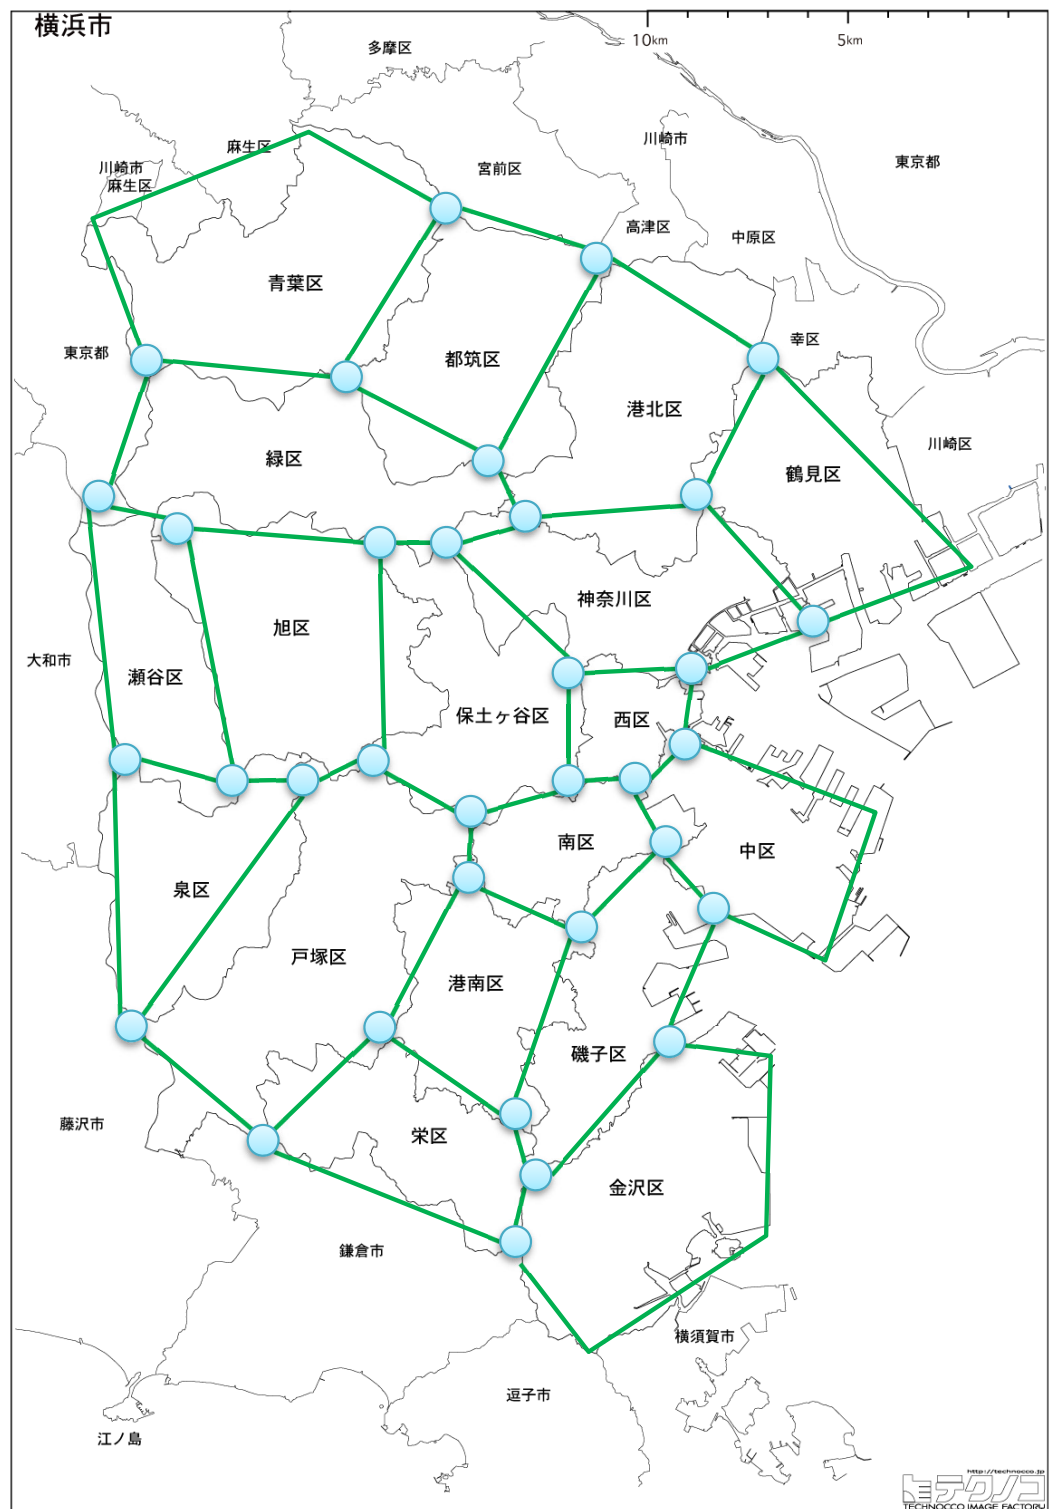 横浜市
10km
5km
多摩区
川崎市
麻生区
東京都
川崎市
麻生区
宮前区
高津区
中原区
青葉区
幸区
東京都
都筑区
港北区
川崎区
緑区
鶴見区
神奈川区
旭区
大和市
瀬谷区
保土ヶ谷区
西区
南区
中区
泉区
戸塚区
港南区
磯子区
藤沢市
栄区
金沢区
鎌倉市
横須賀市
逗子市
江ノ島
http://technocco.jp
テクノコ
TECHNOCCO IMAGE FACTORY